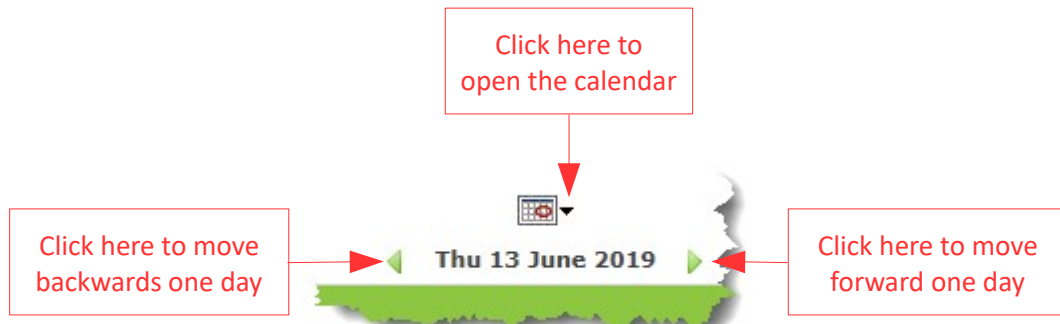 Click here to
open the calendar
Click here to move
backwards one day
Thu 13 June 2019
Click here to move
forward one day